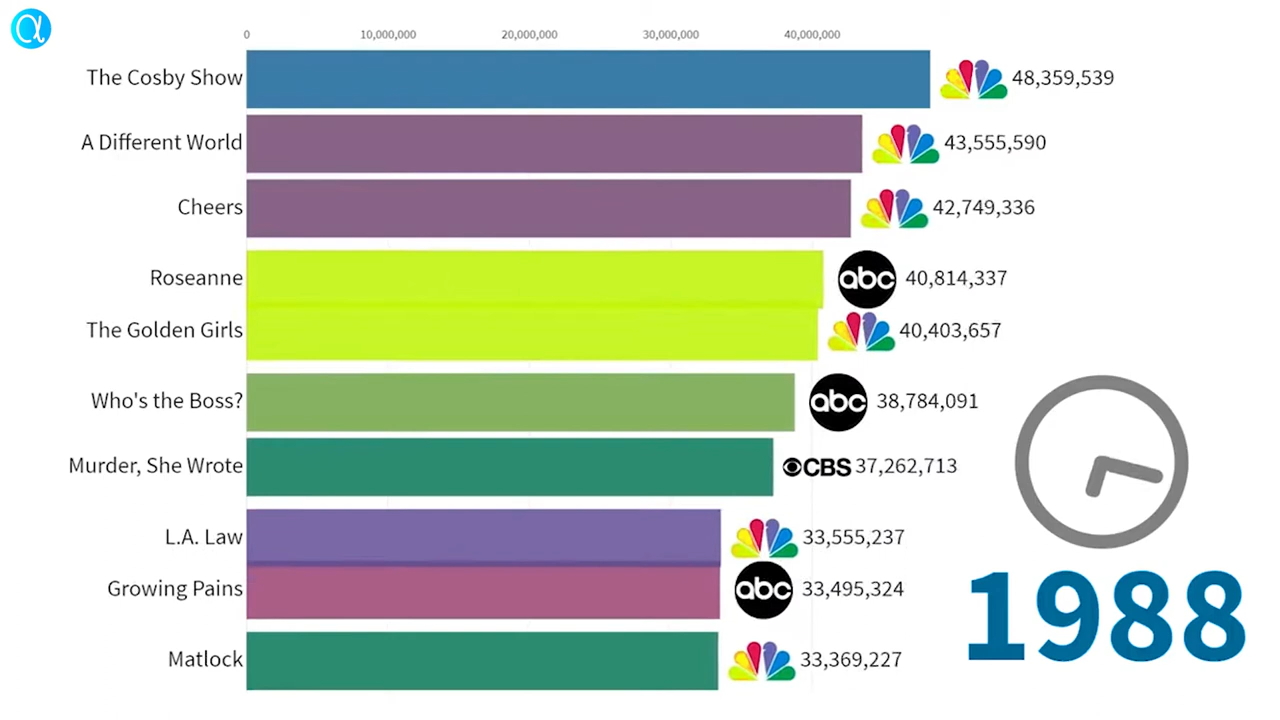 α
0 10,000,000 20,000,000 30,000,000 40,000,000
The Cosby Show 48,359,539
A Different World 43,555,590
Cheers 42,749,336
Roseanne abc 40,814,337
The Golden Girls 40,403,657
Who's the Boss? abc 38,784,091
Murder, She Wrote CBS 37,262,713
L.A. Law 33,555,237
Growing Pains abc 33,495,324
Matlock 33,369,227
1988